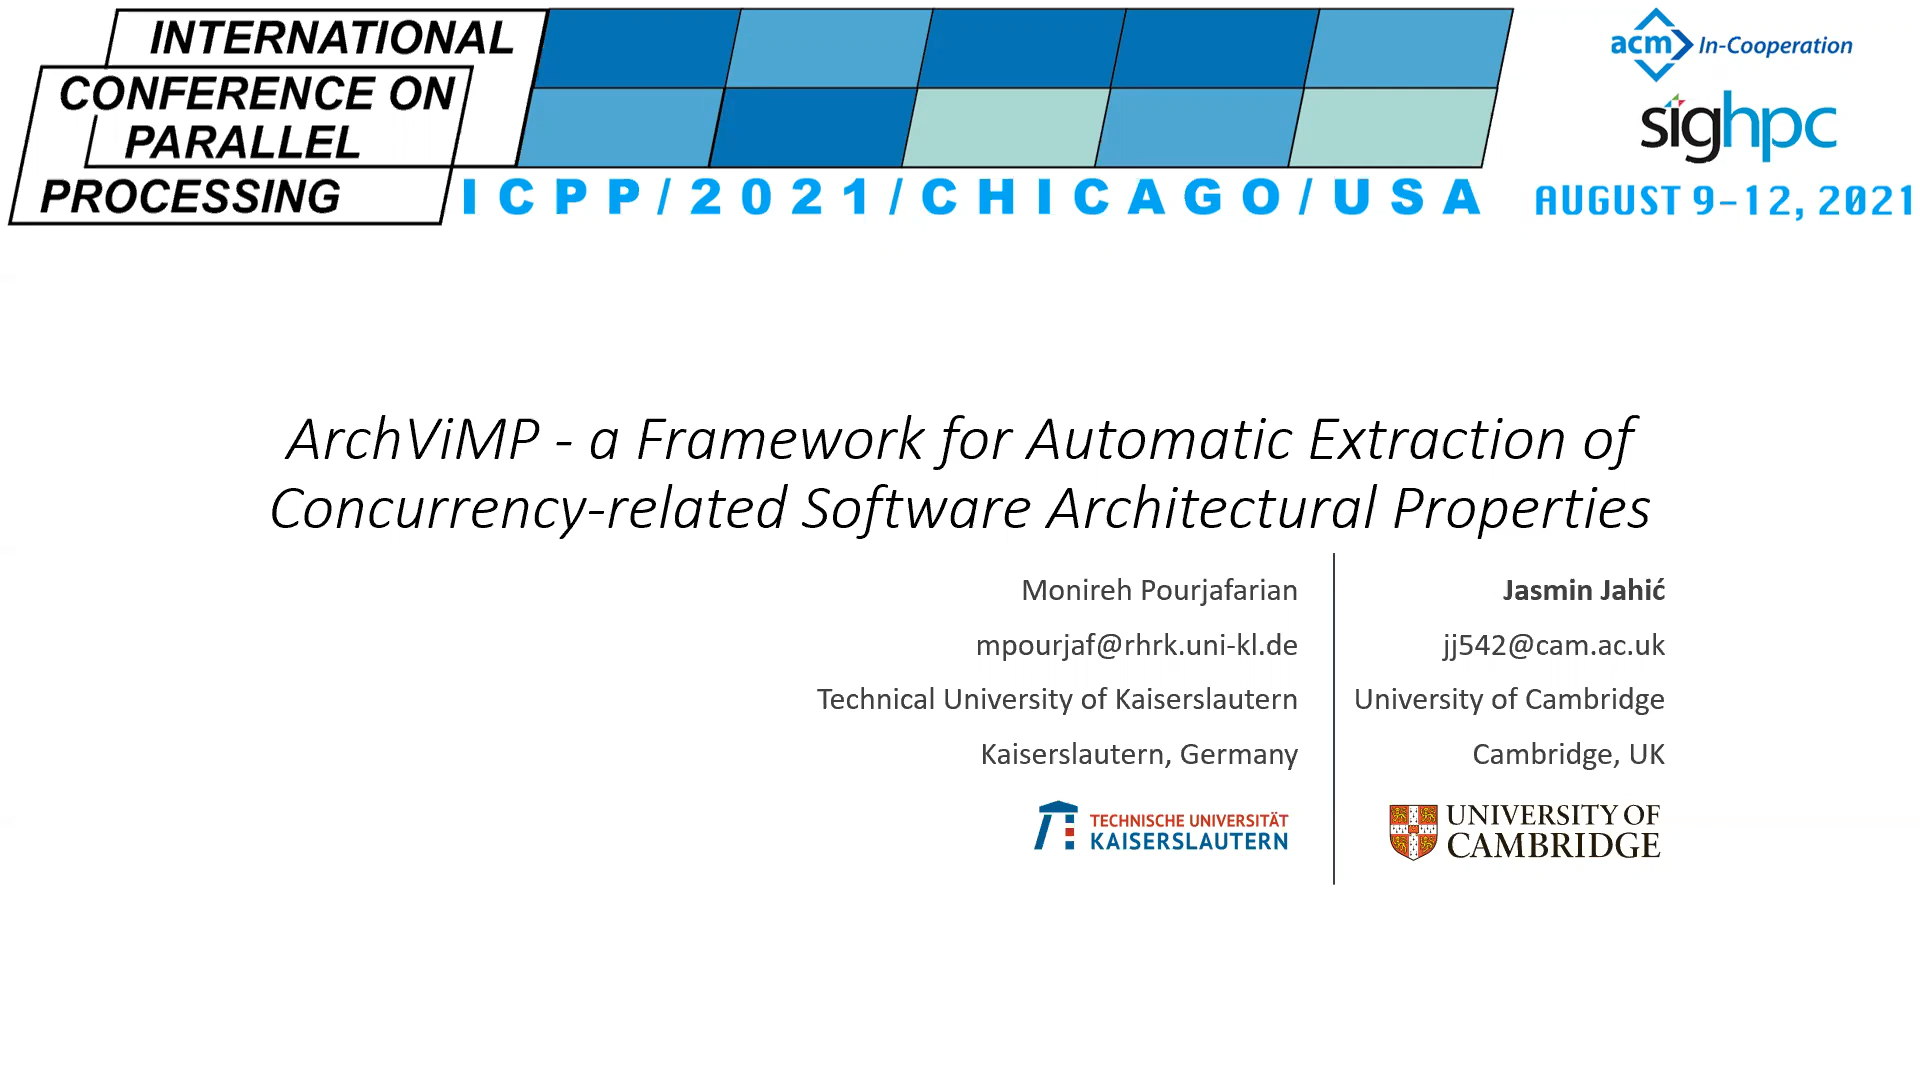 INTERNATIONAL
CONFERENCE ON
PARALLEL
PROCESSING
ICPP/2021/CHICAGO/USA
acm In-Cooperation
sighpc
AUGUST 9-12, 2021
ArchViMP - a Framework for Automatic Extraction of
Concurrency-related Software Architectural Properties
Monireh Pourjafarian
mpourjaf@rhrk.uni-kl.de
Technical University of Kaiserslautern
Kaiserslautern, Germany
TECHNISCHE UNIVERSITÄT
KAISERSLAUTERN
Jasmin Jahić
jj542@cam.ac.uk
University of Cambridge
Cambridge, UK
UNIVERSITY OF
CAMBRIDGE